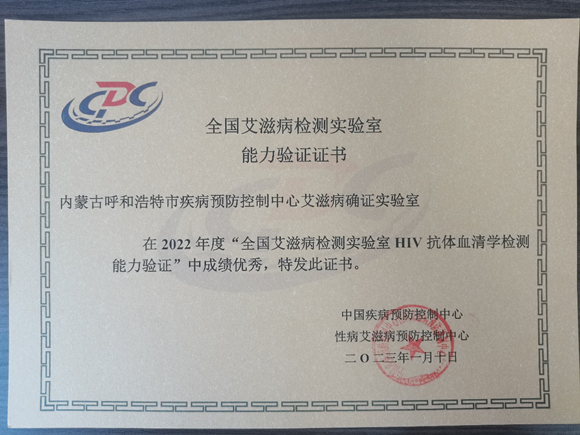 CDC
全国艾滋病检测实验室
能力验证证书
内蒙古呼和浩特市疾病预防控制中心艾滋病确证实验室
在 2022 年度“全国艾滋病检测实验室 HIV 抗体血清学检测
能力验证”中成绩优秀，特发此证书。
中国疾病预防控制中心
性病艾滋病预防控制中心
二〇二三年一月十日